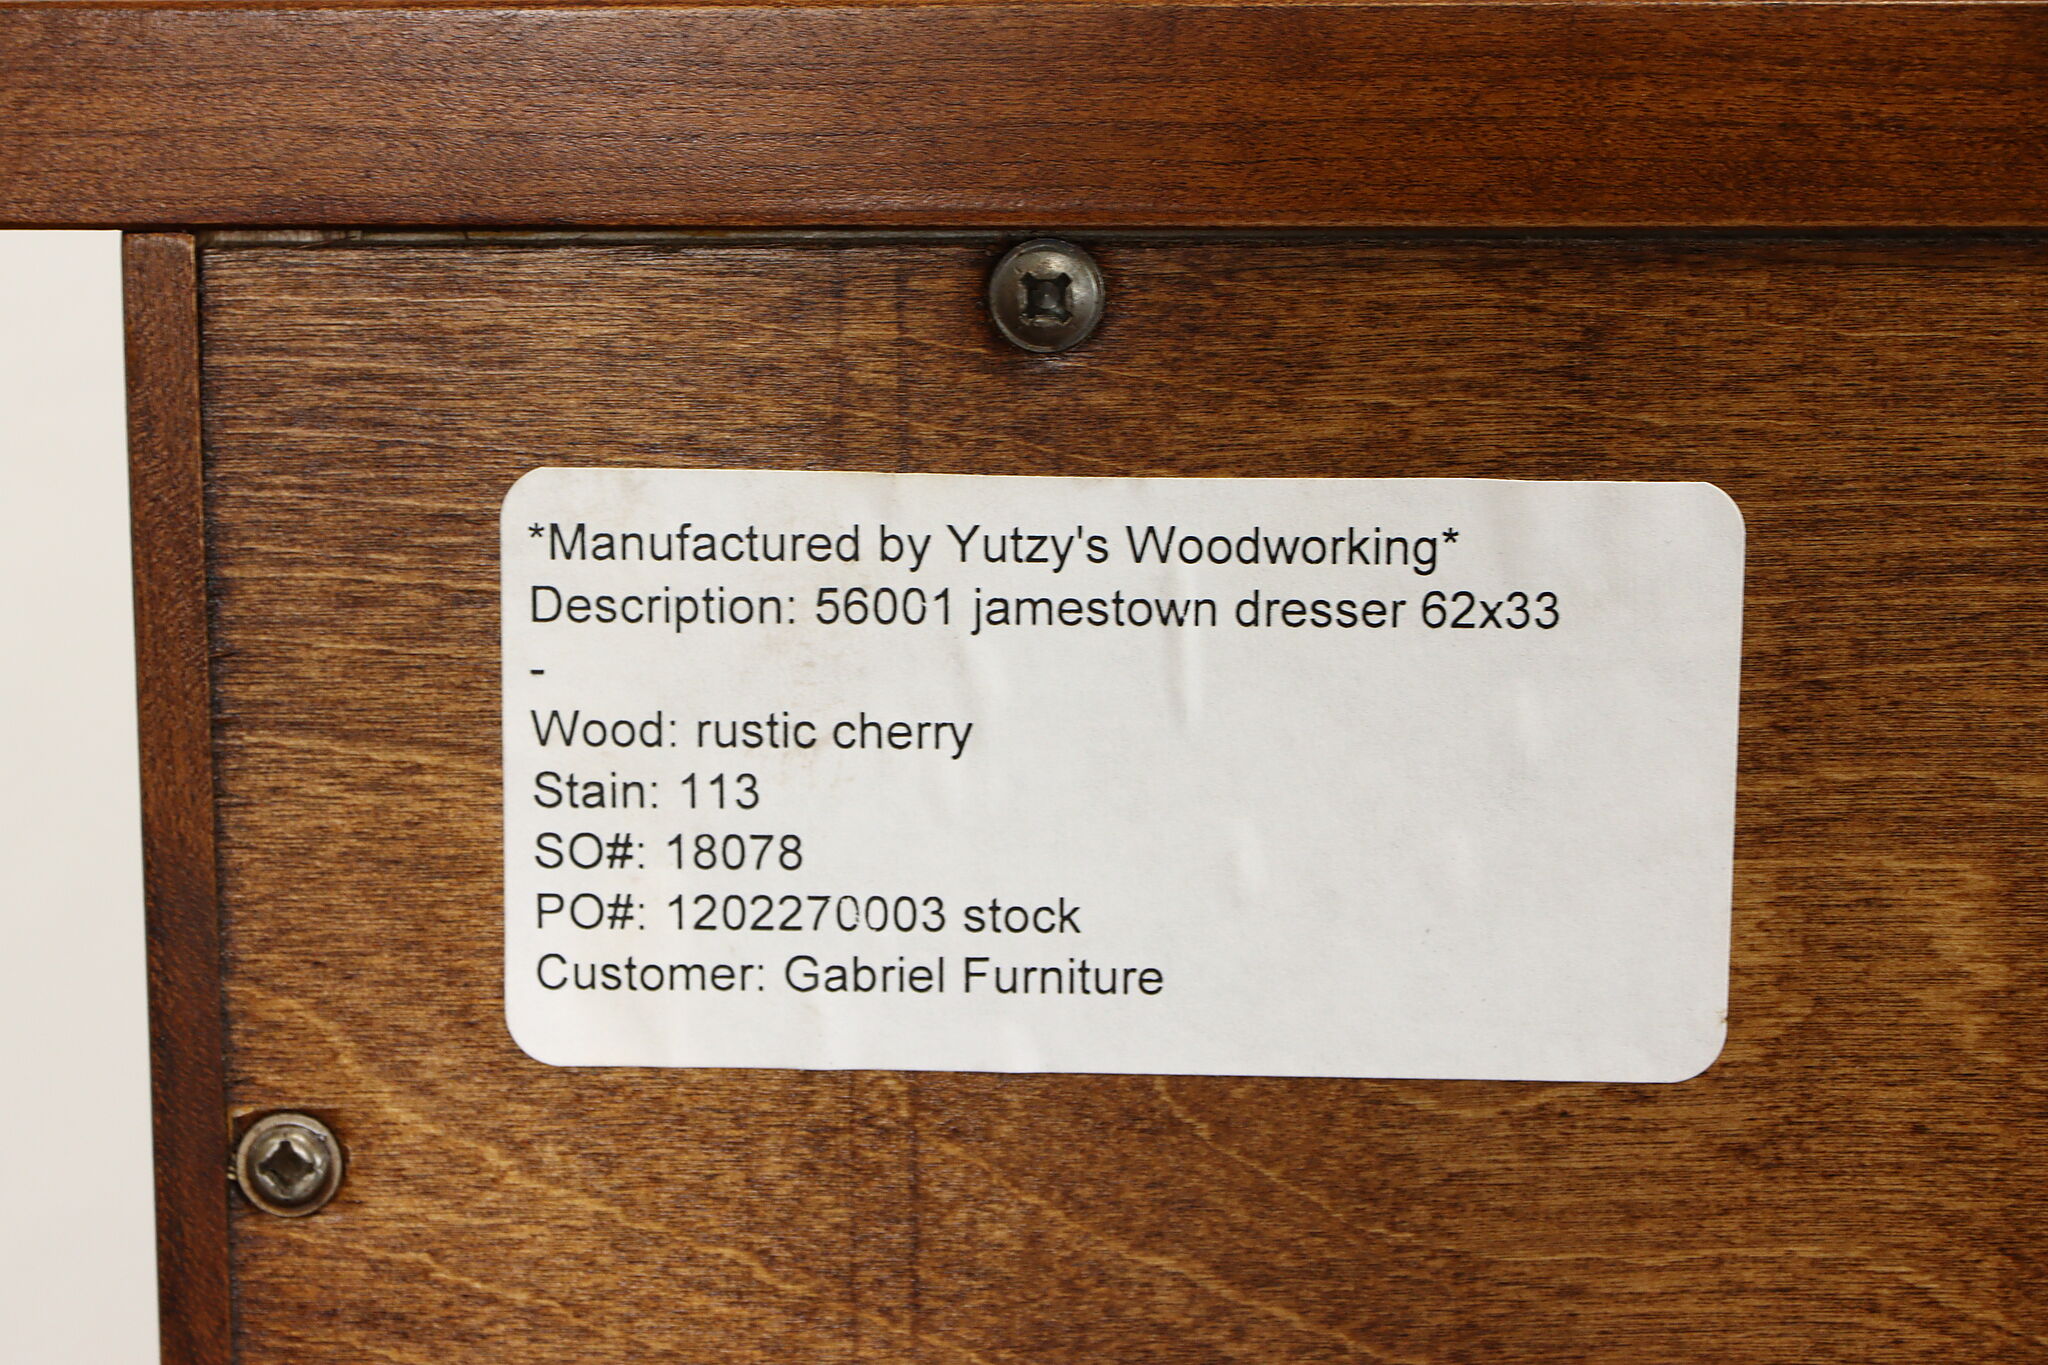 *Manufactured by Yutzy's Woodworking*
Description: 56001 jamestown dresser 62x33
-
Wood: rustic cherry
Stain: 113
SO#: 18078
PO#: 1202270003 stock
Customer: Gabriel Furniture